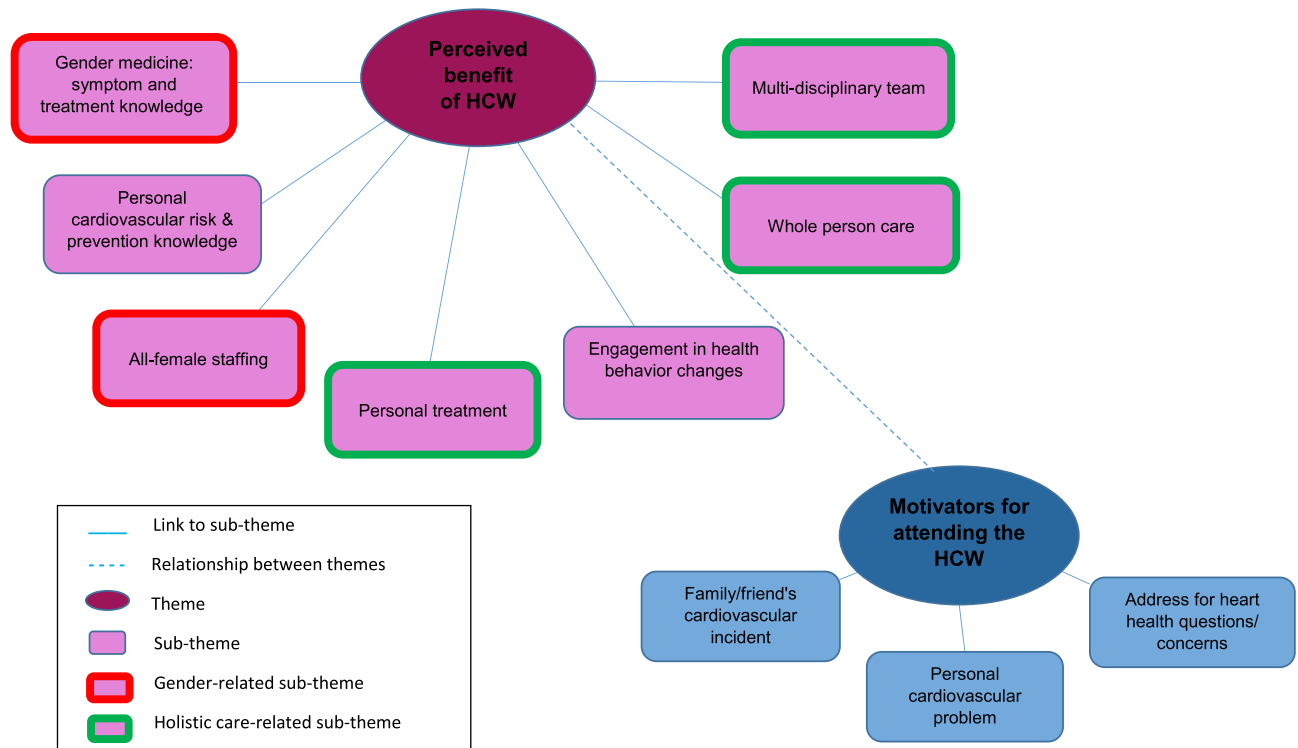 Perceived
benefit
of HCW
Gender medicine:
symptom and
treatment knowledge
Multi-disciplinary team
Personal
cardiovascular risk &
prevention knowledge
Whole person care
All-female staffing
Personal treatment
Engagement in health
behavior changes
Motivators for
attending the
HCW
Family/friend's
cardiovascular
incident
Personal
cardiovascular
problem
Address for heart
health questions/
concerns
Link to sub-theme
Relationship between themes
Theme
Sub-theme
Gender-related sub-theme
Holistic care-related sub-theme